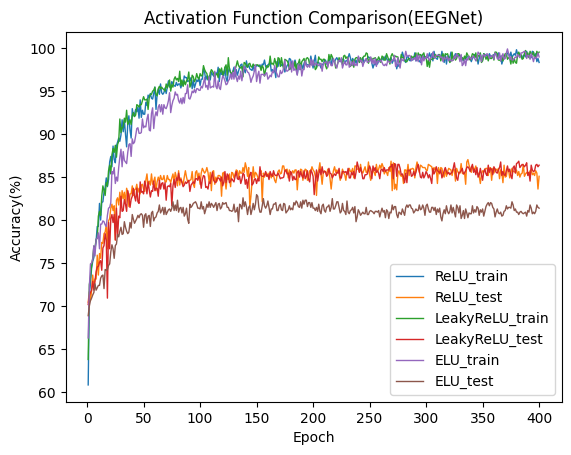 Activation Function Comparison(EEGNet)
Accuracy(%)
100
95
90
85
80
75
70
65
60
0
50
100
150
200
250
300
350
400
Epoch
ReLU_train
ReLU_test
LeakyReLU_train
LeakyReLU_test
ELU_train
ELU_test